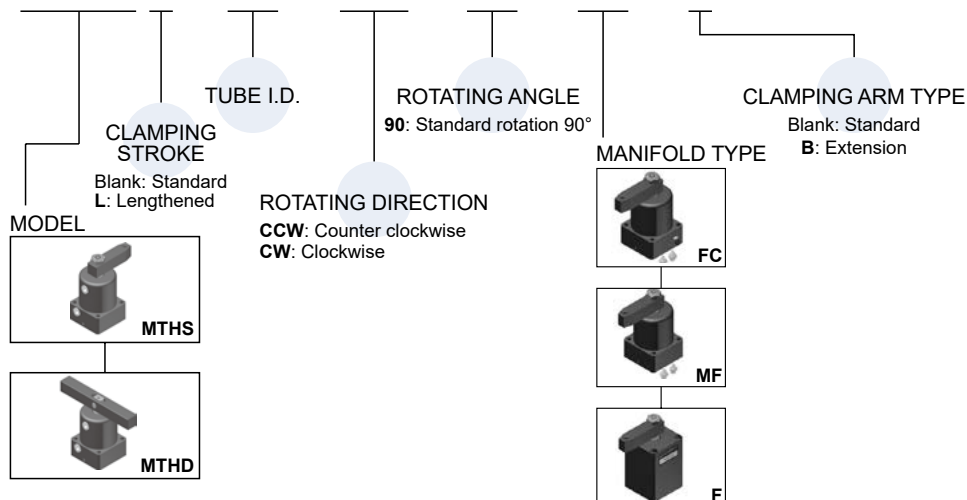 TUBE I.D.
ROTATING ANGLE
90: Standard rotation 90°
CLAMPING ARM TYPE
Blank: Standard
B: Extension
CLAMPING
STROKE
Blank: Standard
L: Lengthened
MANIFOLD TYPE
ROTATING DIRECTION
CCW: Counter clockwise
CW: Clockwise
MODEL
MTHS
MTHD
FC
MF
F